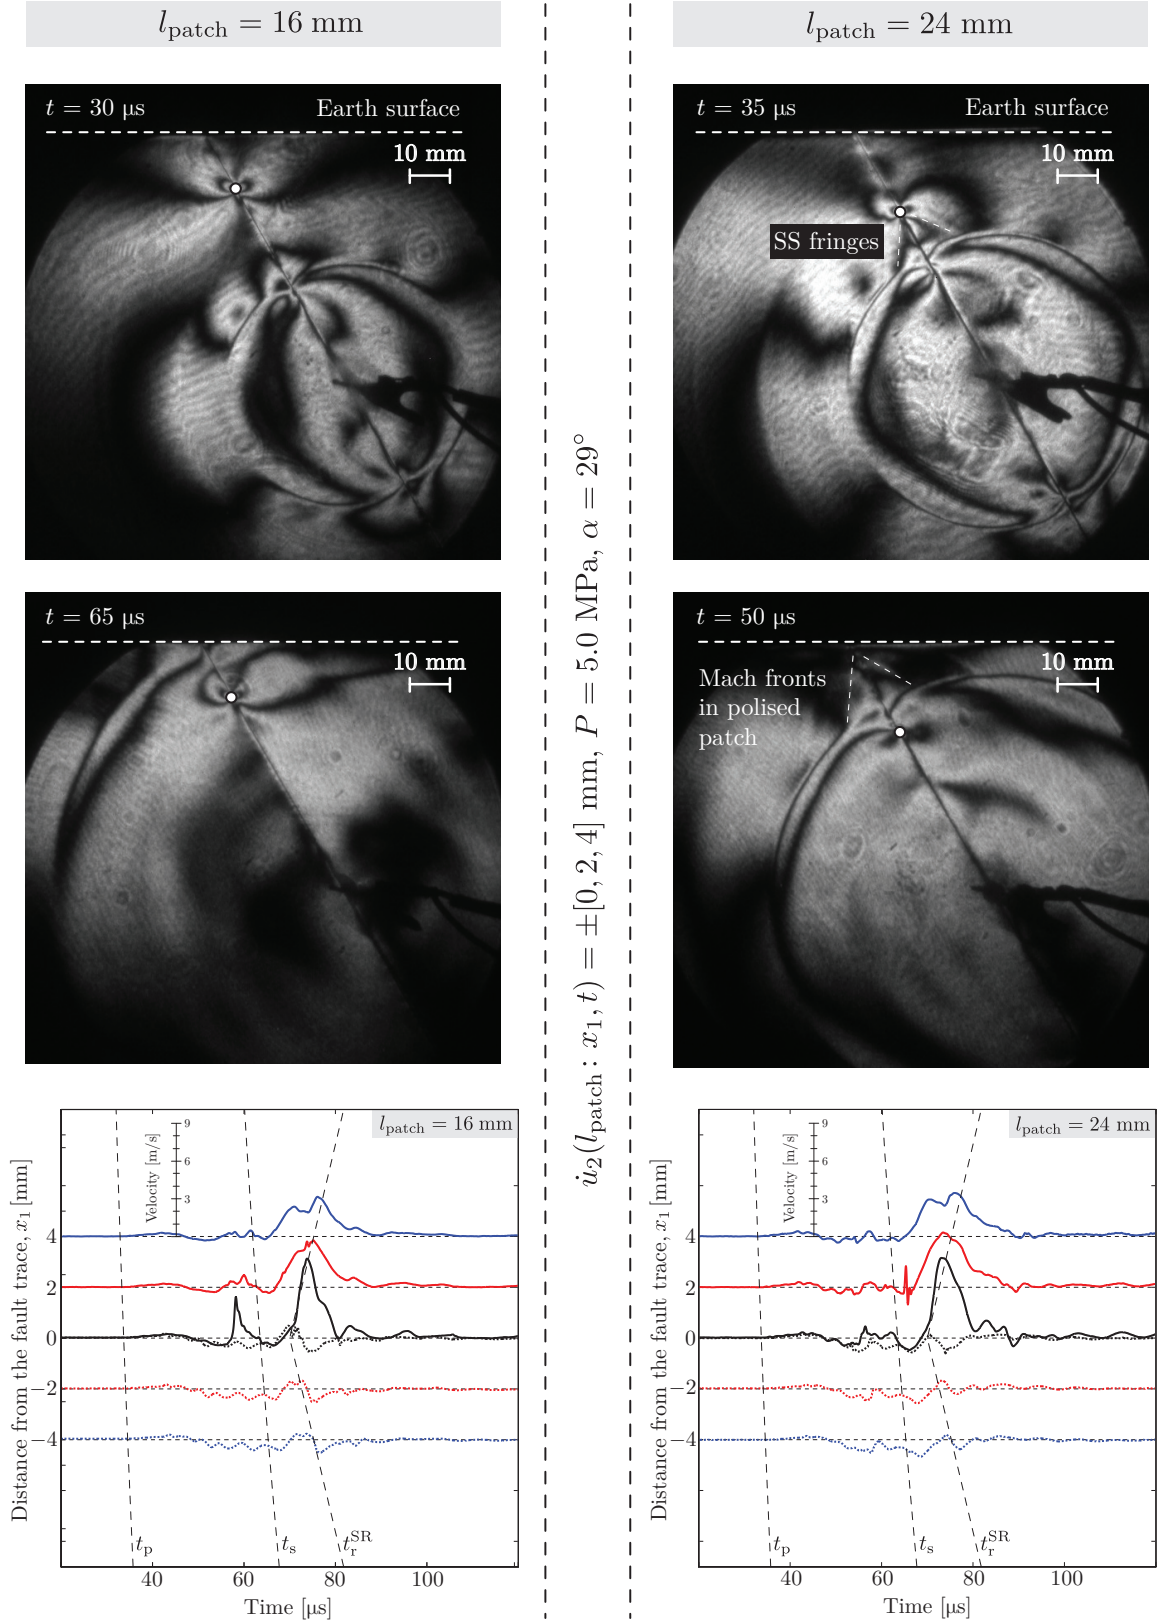 l_patch = 16 mm
t = 30 μs
Earth surface
10 mm
t = 65 μs
10 mm
l_patch = 16 mm
Velocity [m/s]
9
6
3
Distance from the fault trace, x₁ [mm]
4
2
0
−2
−4
t_p
t_s
t_r^SR
40
60
80
100
Time [μs]
u̇₂(l_patch: x₁, t) = ±[0, 2, 4] mm, P = 5.0 MPa, α = 29°
l_patch = 24 mm
t = 35 μs
Earth surface
10 mm
SS fringes
t = 50 μs
10 mm
Mach fronts
in polised
patch
l_patch = 24 mm
Velocity [m/s]
9
6
3
Distance from the fault trace, x₁ [mm]
4
2
0
−2
−4
t_p
t_s
t_r^SR
40
60
80
100
Time [μs]